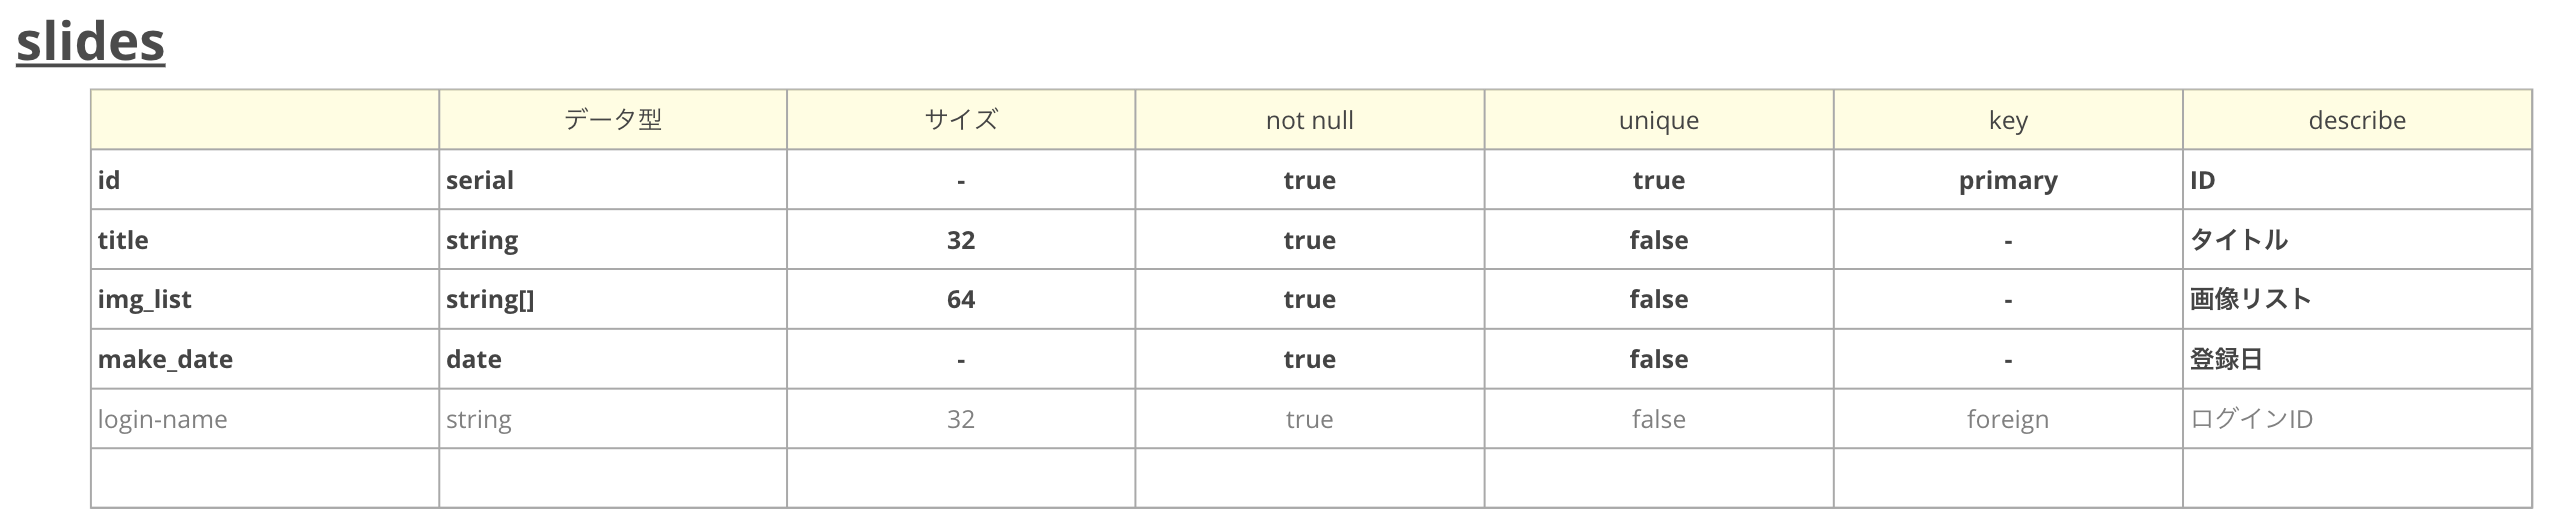 slides
データ型 サイズ not null unique key describe
id serial - true true primary ID
title string 32 true false - タイトル
img_list string[] 64 true false - 画像リスト
make_date date - true false - 登録日
login-name string 32 true false foreign ログインID